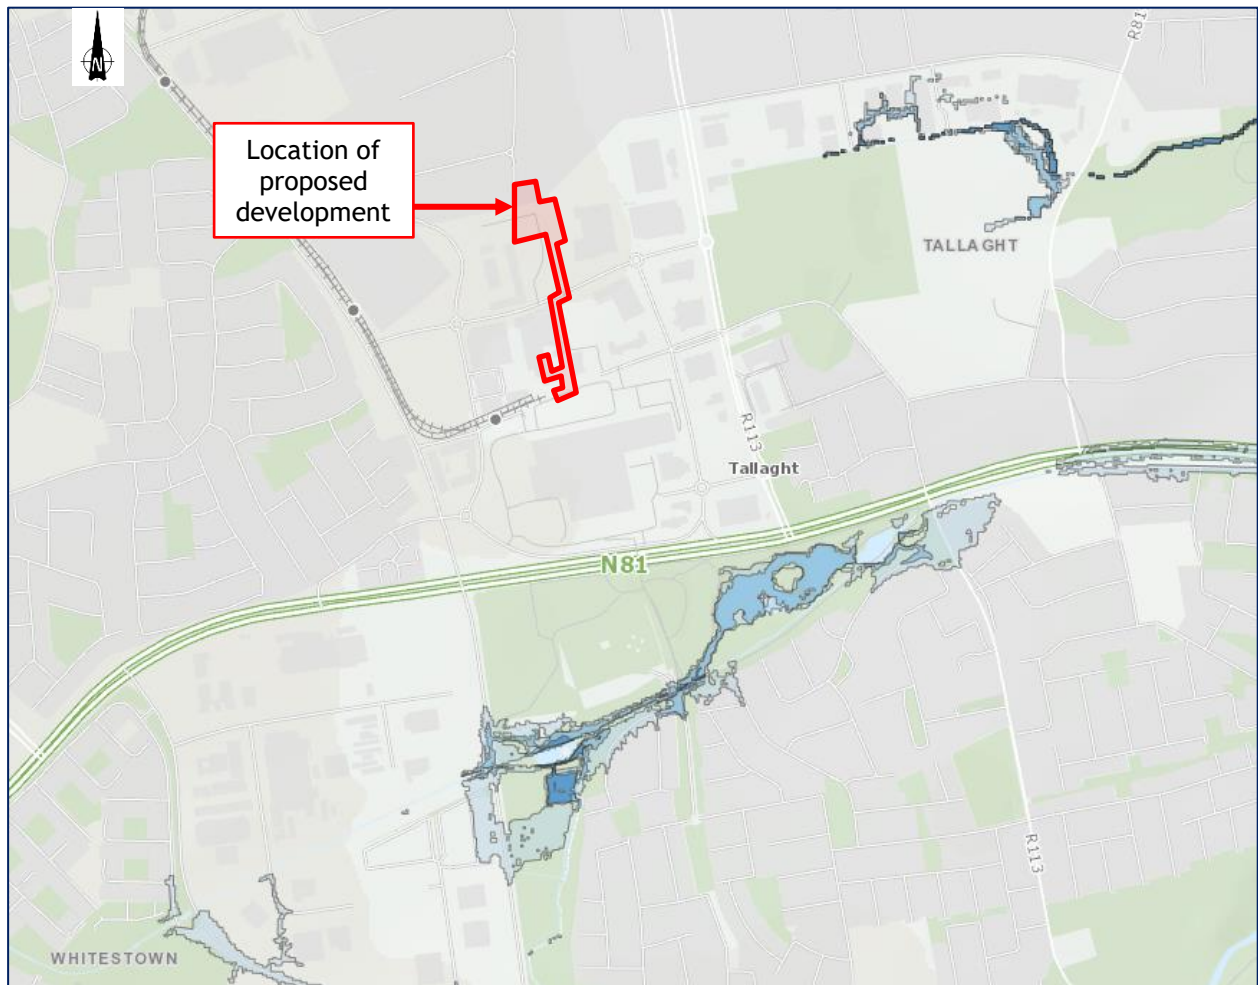 N
R81
Location of
proposed
development
TALLAGHT
R113
Tallaght
N81
R113
WHITESTOWN